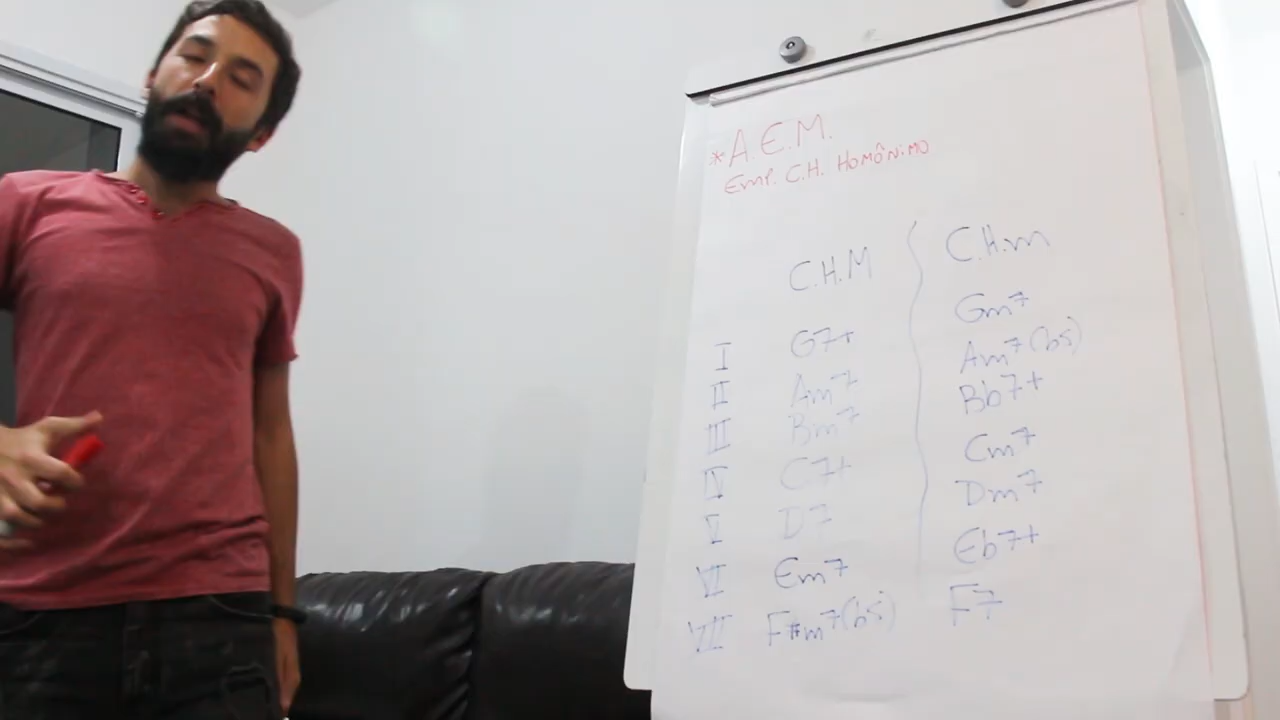 *A.E.M.
Emp. C.H. Homônimo
C.H.M C.H.m
I G7+ Gm7
II Am7 Am7(b5)
III Bm7 Bb7+
IV C7+ Cm7
V D7 Dm7
VI Em7 Eb7+
VII F#m7(b5) F7